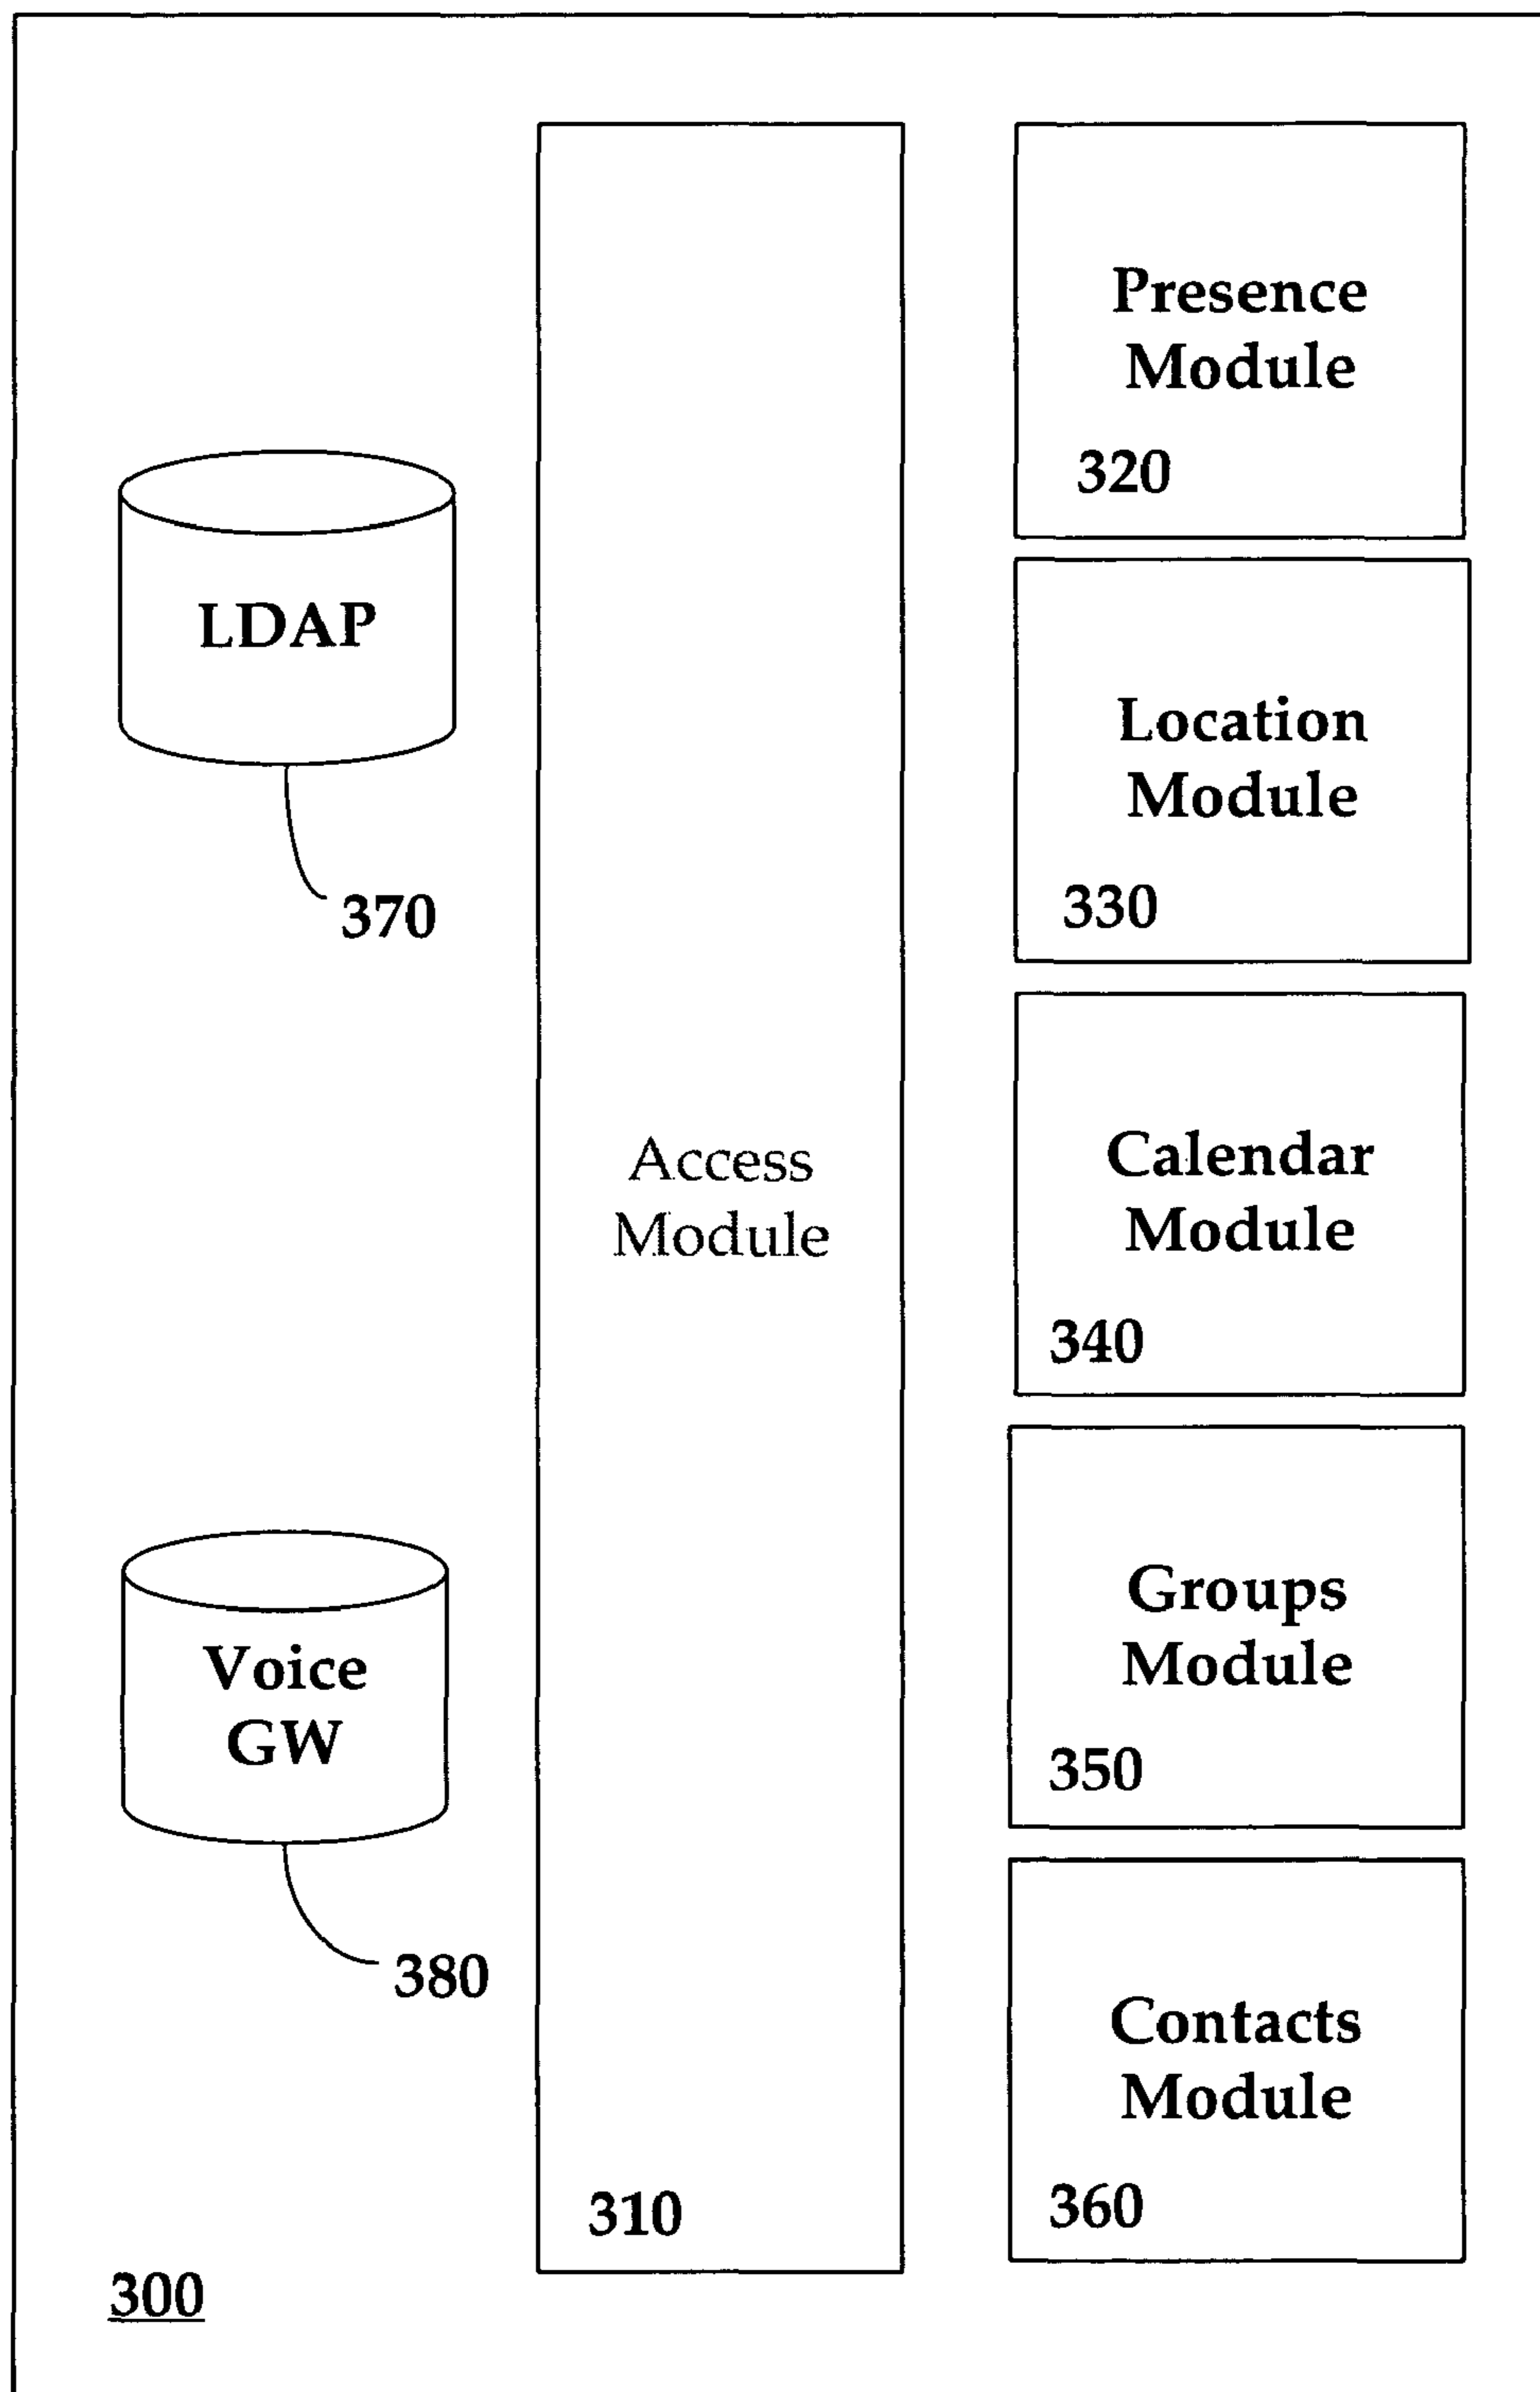 LDAP
370
Voice
GW
380
300
Access
Module
310
Presence
Module
320
Location
Module
330
Calendar
Module
340
Groups
Module
350
Contacts
Module
360